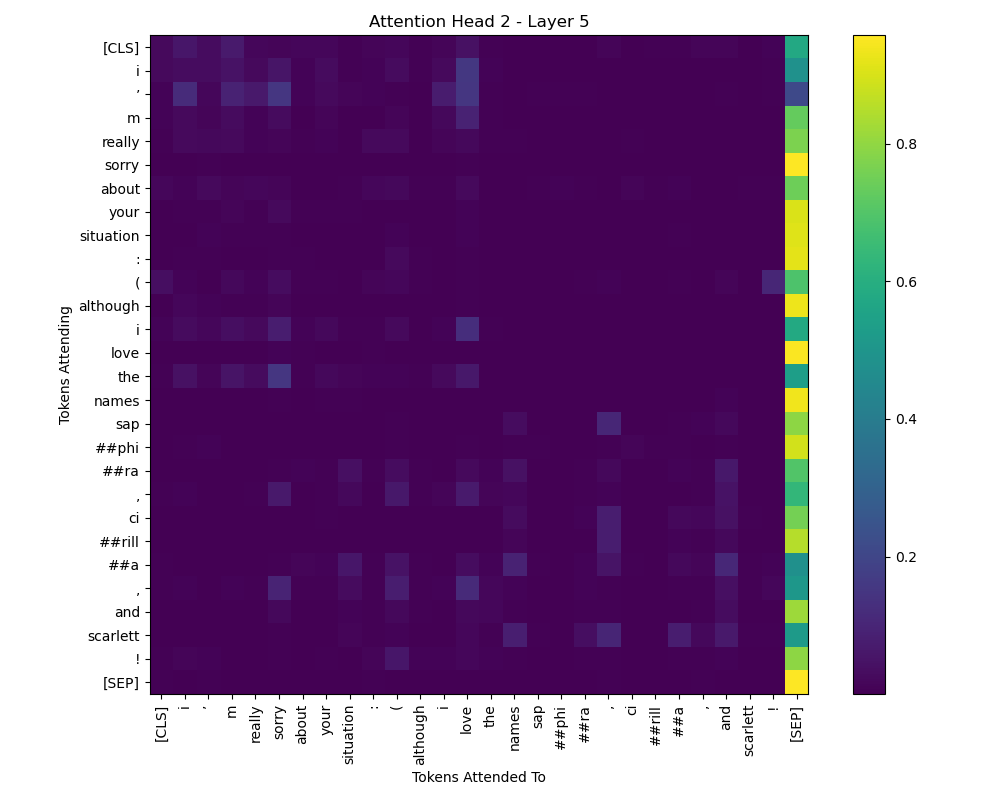 Attention Head 2 - Layer 5
[CLS]
i
'
m
really
sorry
about
your
situation
:
(
although
i
love
the
names
sap
##phi
##ra
,
ci
##rill
##a
,
and
scarlett
!
[SEP]
Tokens Attending
[CLS]
i
'
m
really
sorry
about
your
situation
:
(
although
i
love
the
names
sap
##phi
##ra
,
ci
##rill
##a
,
and
scarlett
!
[SEP]
Tokens Attended To
0.8
0.6
0.4
0.2